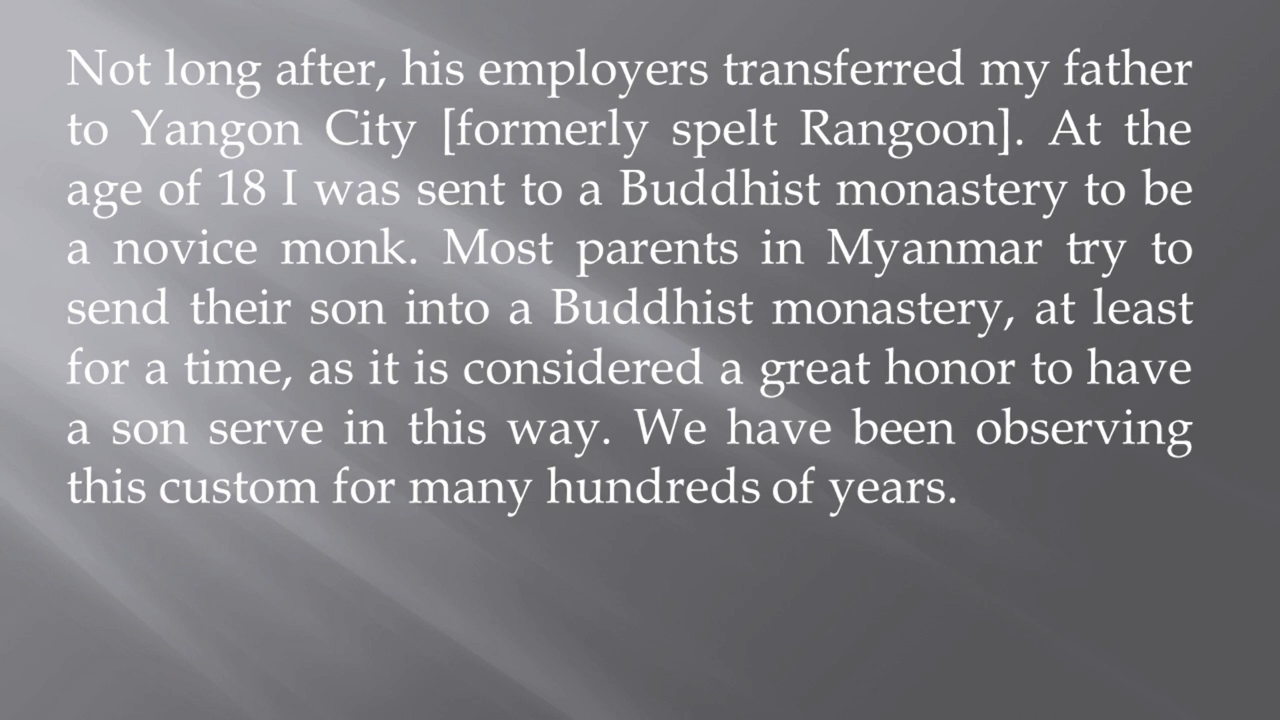 Not long after, his employers transferred my father
to Yangon City [formerly spelt Rangoon]. At the
age of 18 I was sent to a Buddhist monastery to be
a novice monk. Most parents in Myanmar try to
send their son into a Buddhist monastery, at least
for a time, as it is considered a great honor to have
a son serve in this way. We have been observing
this custom for many hundreds of years.